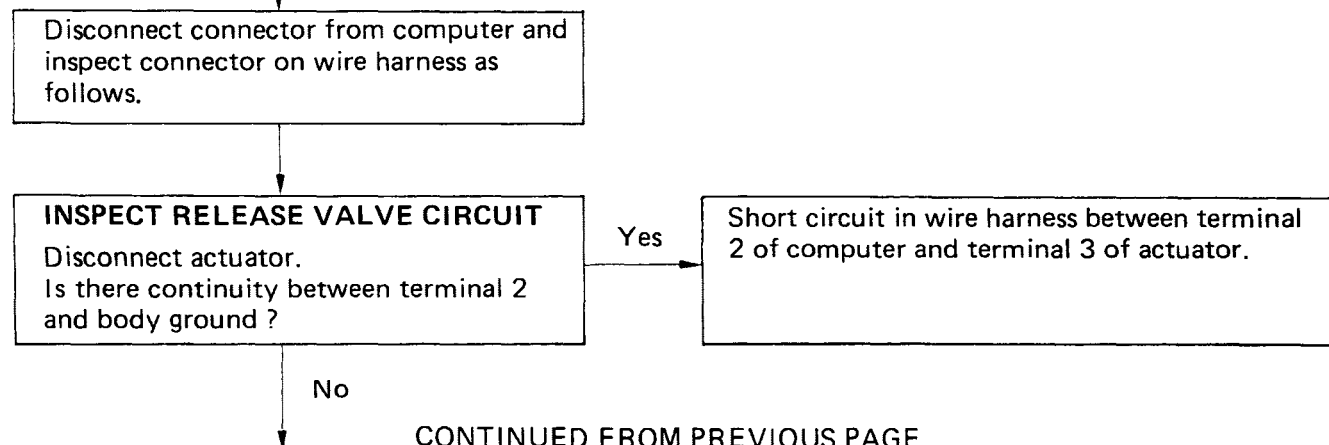 Disconnect connector from computer and
inspect connector on wire harness as
follows.
INSPECT RELEASE VALVE CIRCUIT
Disconnect actuator.
Is there continuity between terminal 2
and body ground ?
Yes
Short circuit in wire harness between terminal
2 of computer and terminal 3 of actuator.
No
CONTINUED FROM PREVIOUS PAGE